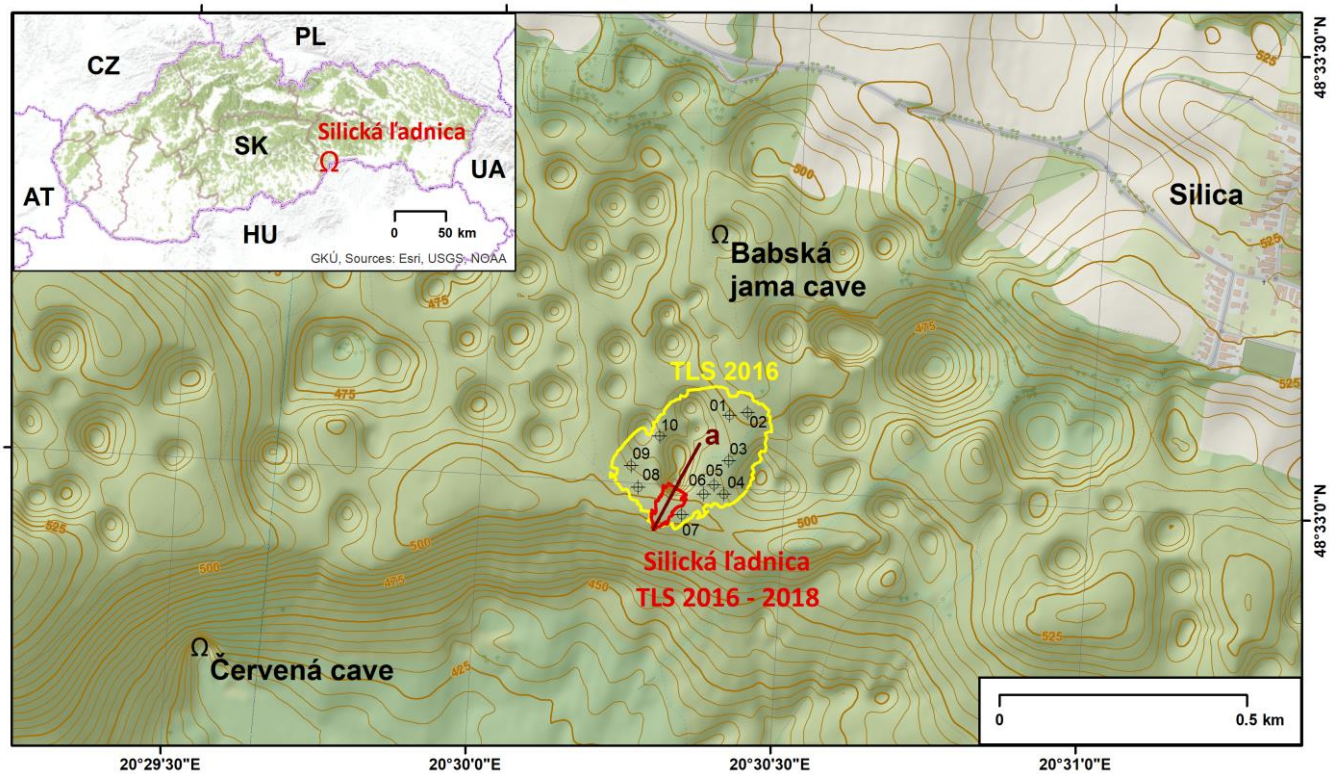 PL
CZ
Silická ľadnica
Ω
SK
UA
AT
HU
0 50 km
GKÚ, Sources: Esri, USGS, NOAA
48°33'30"N
525
500
Silica
Ω
Babská
jama cave
525
475
475
475
525
TLS 2016
01
02
10
a
03
09
05
08
06
04
07
500
48°33'0"N
525
500
500
475
450
Silická ľadnica
TLS 2016 - 2018
525
Ω
Červená cave
425
0 0.5 km
20°29'30"E
20°30'0"E
20°30'30"E
20°31'0"E